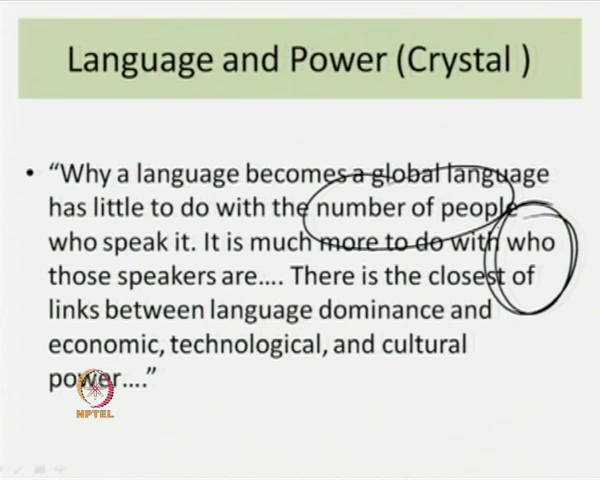 Language and Power (Crystal )
• “Why a language becomes a global language
has little to do with the number of people
who speak it. It is much more to do with who
those speakers are…. There is the closest of
links between language dominance and
economic, technological, and cultural
power….”
NPTEL